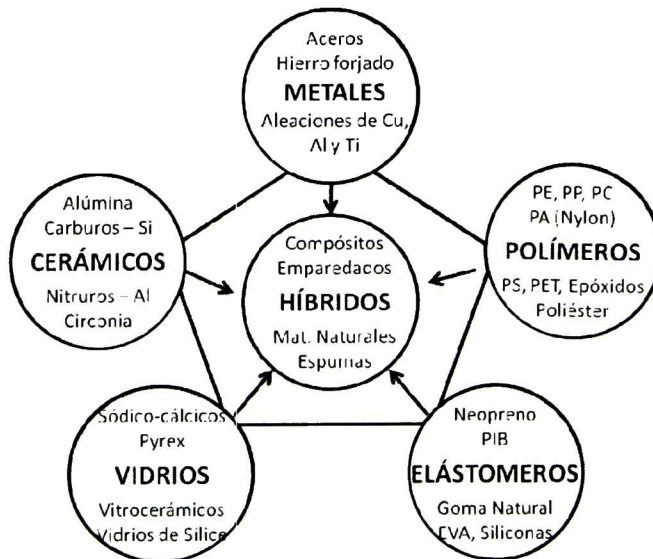 Aceros
Hierro forjado
METALES
Aleaciones de Cu,
Al y Ti
Alúmina
Carburos – Si
CERÁMICOS
Nitruros – Al
Circonia
Compósitos
Emparedados
HÍBRIDOS
Mat. Naturales
Espumas
PE, PP, PC
PA (Nylon)
POLÍMEROS
PS, PET, Epóxidos
Poliéster
Sódico-cálcicos
Pyrex
VIDRIOS
Vitrocerámicos
Vidrios de Sílice
Neopreno
PIB
ELÁSTOMEROS
Goma Natural
EVA, Siliconas